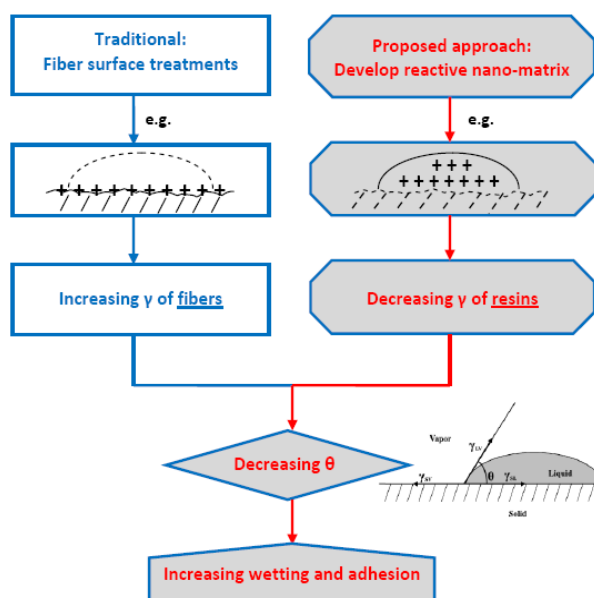 Traditional:
Fiber surface treatments
Proposed approach:
Develop reactive nano-matrix
e.g.
e.g.
+ + + + + + + + + +
+ + +
+ + + + + + +
Increasing γ of fibers
Decreasing γ of resins
Decreasing θ
Vapor
γLV
γSV
θ
γSL
Liquid
Solid
Increasing wetting and adhesion